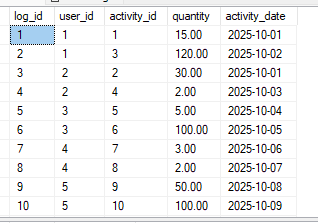 log_id user_id activity_id quantity activity_date
1 1 1 15.00 2025-10-01
2 1 3 120.00 2025-10-02
3 2 2 30.00 2025-10-01
4 2 4 2.00 2025-10-03
5 3 5 5.00 2025-10-04
6 3 6 100.00 2025-10-05
7 4 7 3.00 2025-10-06
8 4 8 2.00 2025-10-07
9 5 9 50.00 2025-10-08
10 5 10 100.00 2025-10-09